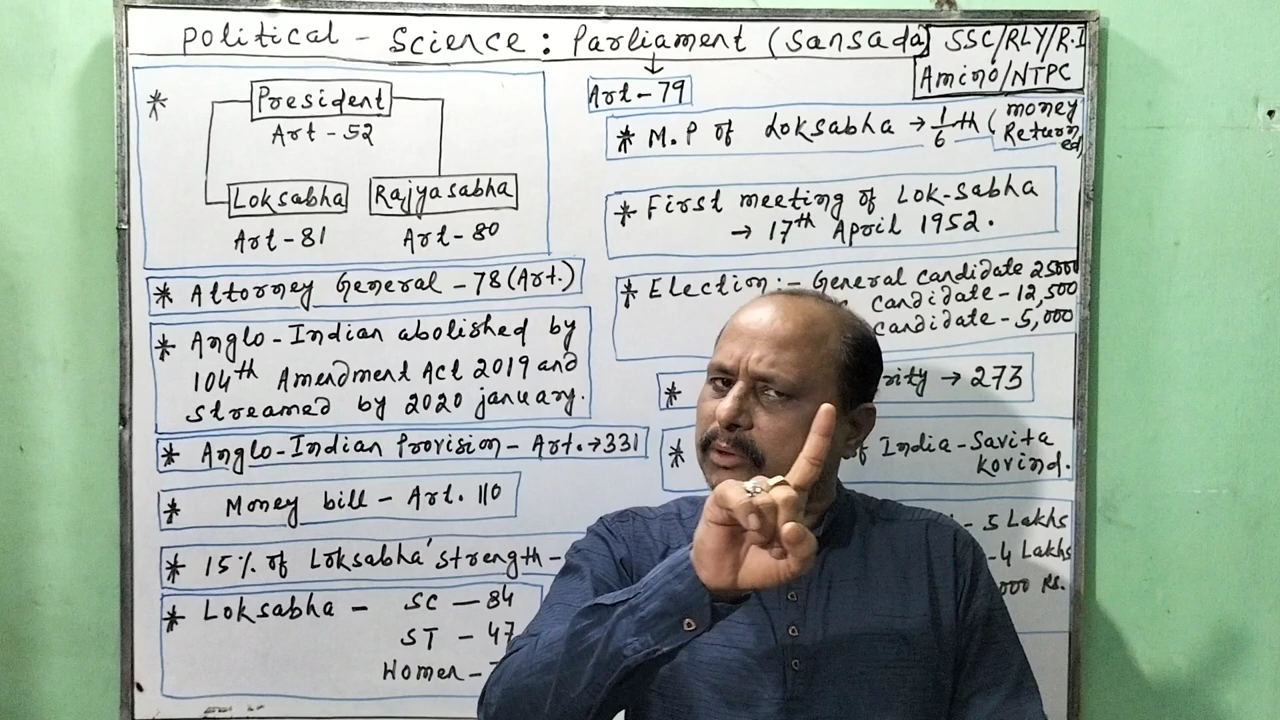 Political - Science : Parliament (Sansada)
SSC/RLY/R.I
Amino/NTPC
Art-79
* President
Art-52
Loksabha Rajyasabha
Art-81 Art-80
* Attorney General - 78 (Art.)
* Anglo-Indian abolished by
104th Amendment Act 2019 and
streamed by 2020 january.
* Anglo-Indian Provision - Art. → 331
* Money bill - Art. 110
* 15% of Loksabha' strength -
* Loksabha - SC - 84
ST - 47
Women -
* M.P of Loksabha → 1/6 th (money
Returned)
* First meeting of Lok-Sabha
→ 17th April 1952.
* Election :- General candidate 25000
candidate - 12,500
candidate - 5,000
* rity → 273
* of India - Savita
Kovind.
- 5 Lakhs
- 4 Lakhs
000 Rs.